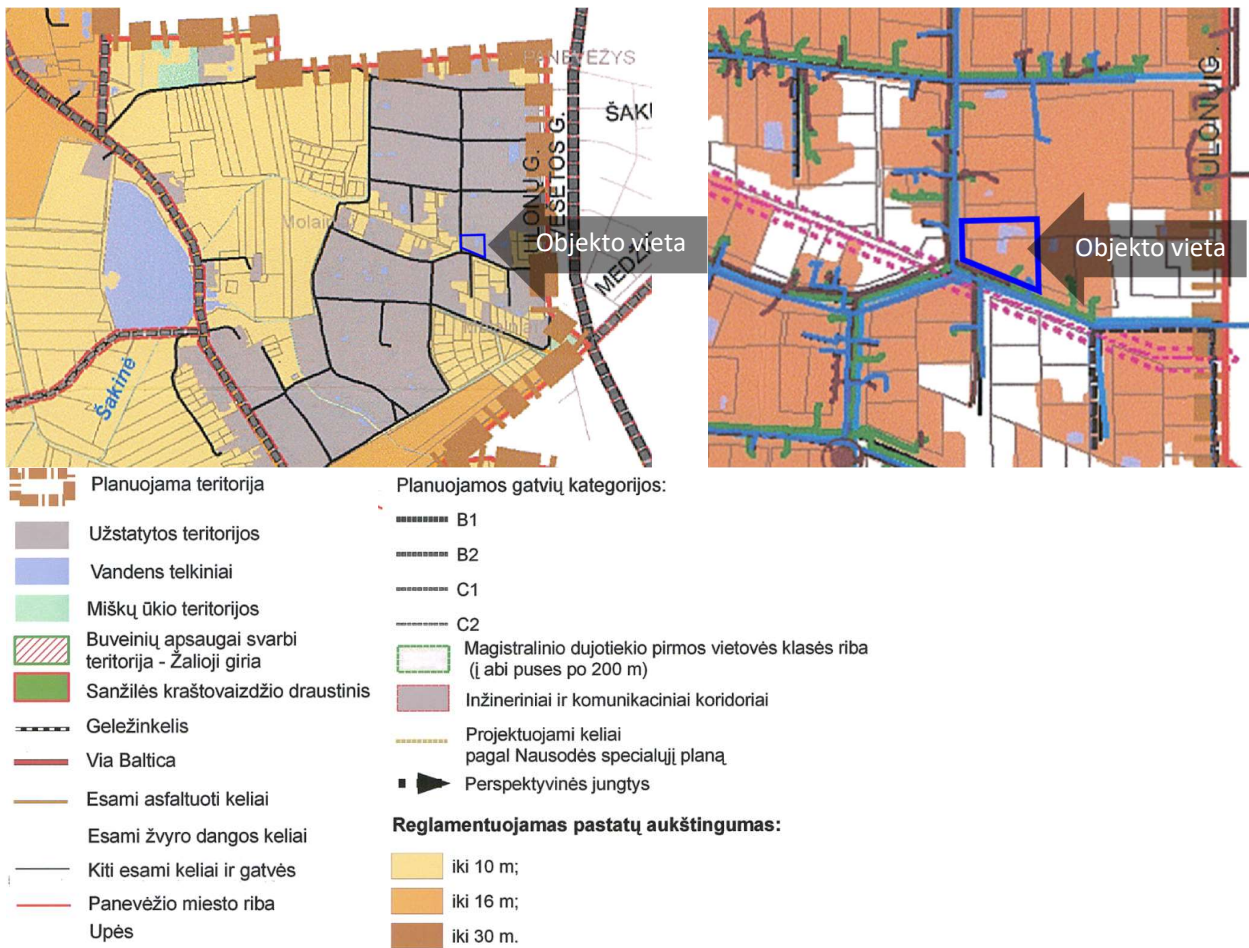 PANEVĖŽYS
ULONŲ G.
Molainiai
Objekto vieta
Šakinė
ULONŲ G.
Objekto vieta
Planuojama teritorija
Užstatytos teritorijos
Vandens telkiniai
Miškų ūkio teritorijos
Buveinių apsaugai svarbi
teritorija - Žalioji giria
Sanžilės kraštovaizdžio draustinis
Geležinkelis
Via Baltica
Esami asfaltuoti keliai
Esami žvyro dangos keliai
Kiti esami keliai ir gatvės
Panevėžio miesto riba
Upės
Planuojamos gatvių kategorijos:
B1
B2
C1
C2
Magistralinio dujotiekio pirmos vietovės klasės riba
(į abi puses po 200 m)
Inžineriniai ir komunikaciniai koridoriai
Projektuojami keliai
pagal Nausodės specialųjį planą
Perspektyvinės jungtys
Reglamentuojamas pastatų aukštingumas:
iki 10 m;
iki 16 m;
iki 30 m.